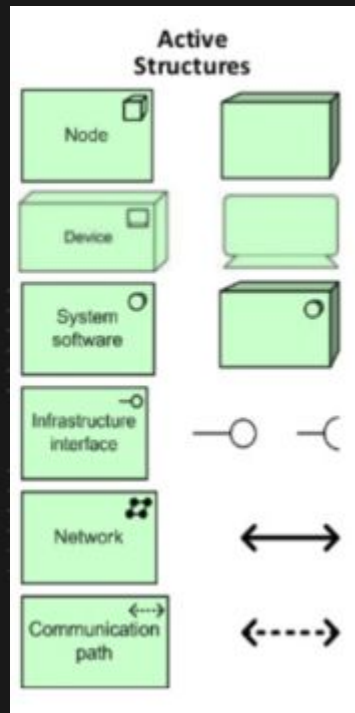 Active
Structures
Node
Device
System
software
Infrastructure
interface
Network
Communication
path